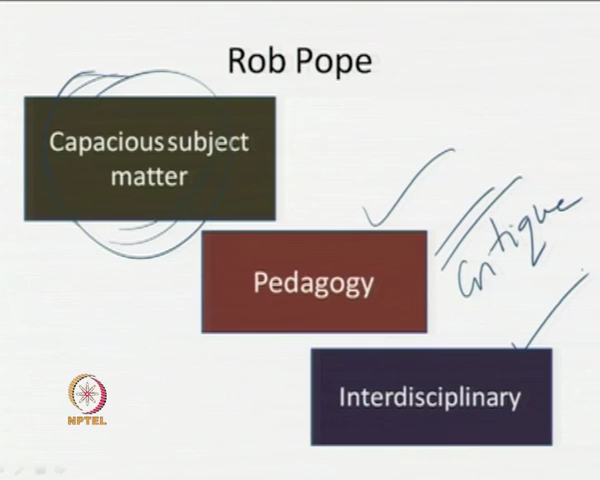 Rob Pope
Capacious subject
matter
Pedagogy
Critique
Interdisciplinary
NPTEL